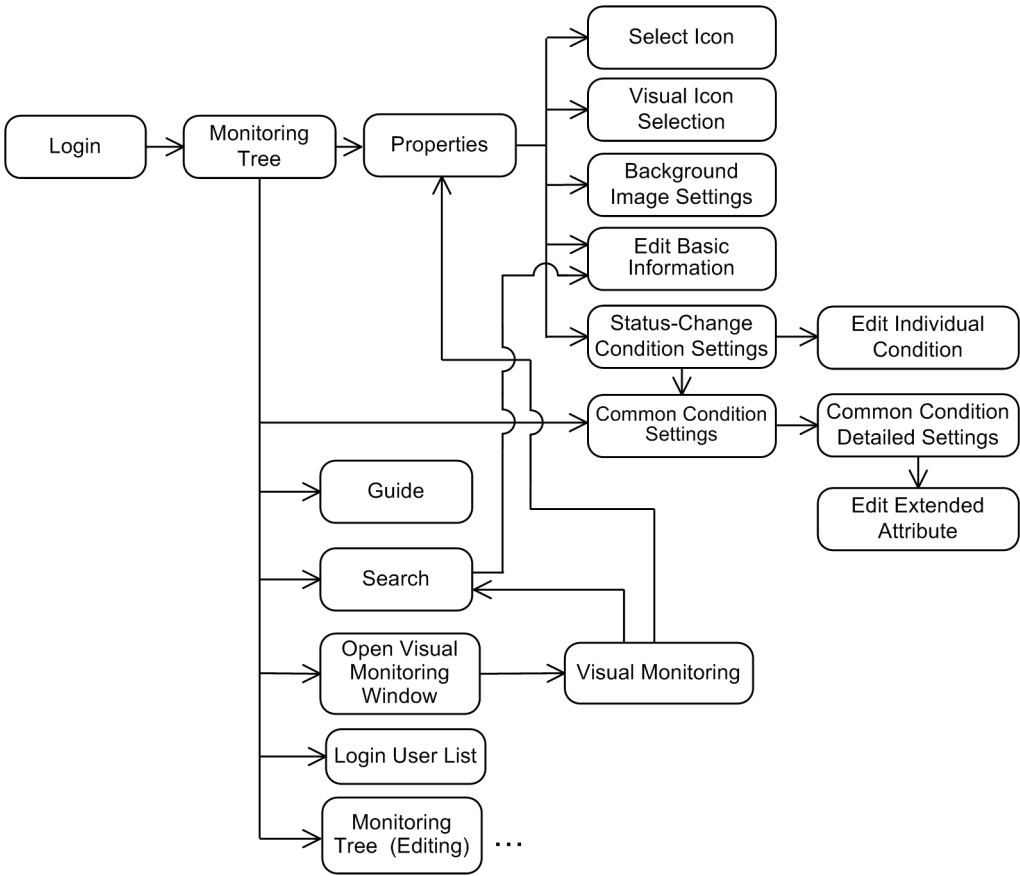 Select Icon
Visual Icon
Selection
Login
Monitoring
Tree
Properties
Background
Image Settings
Edit Basic
Information
Status-Change
Condition Settings
Edit Individual
Condition
Common Condition
Settings
Common Condition
Detailed Settings
Guide
Edit Extended
Attribute
Search
Open Visual
Monitoring
Window
Visual Monitoring
Login User List
Monitoring
Tree (Editing)
...